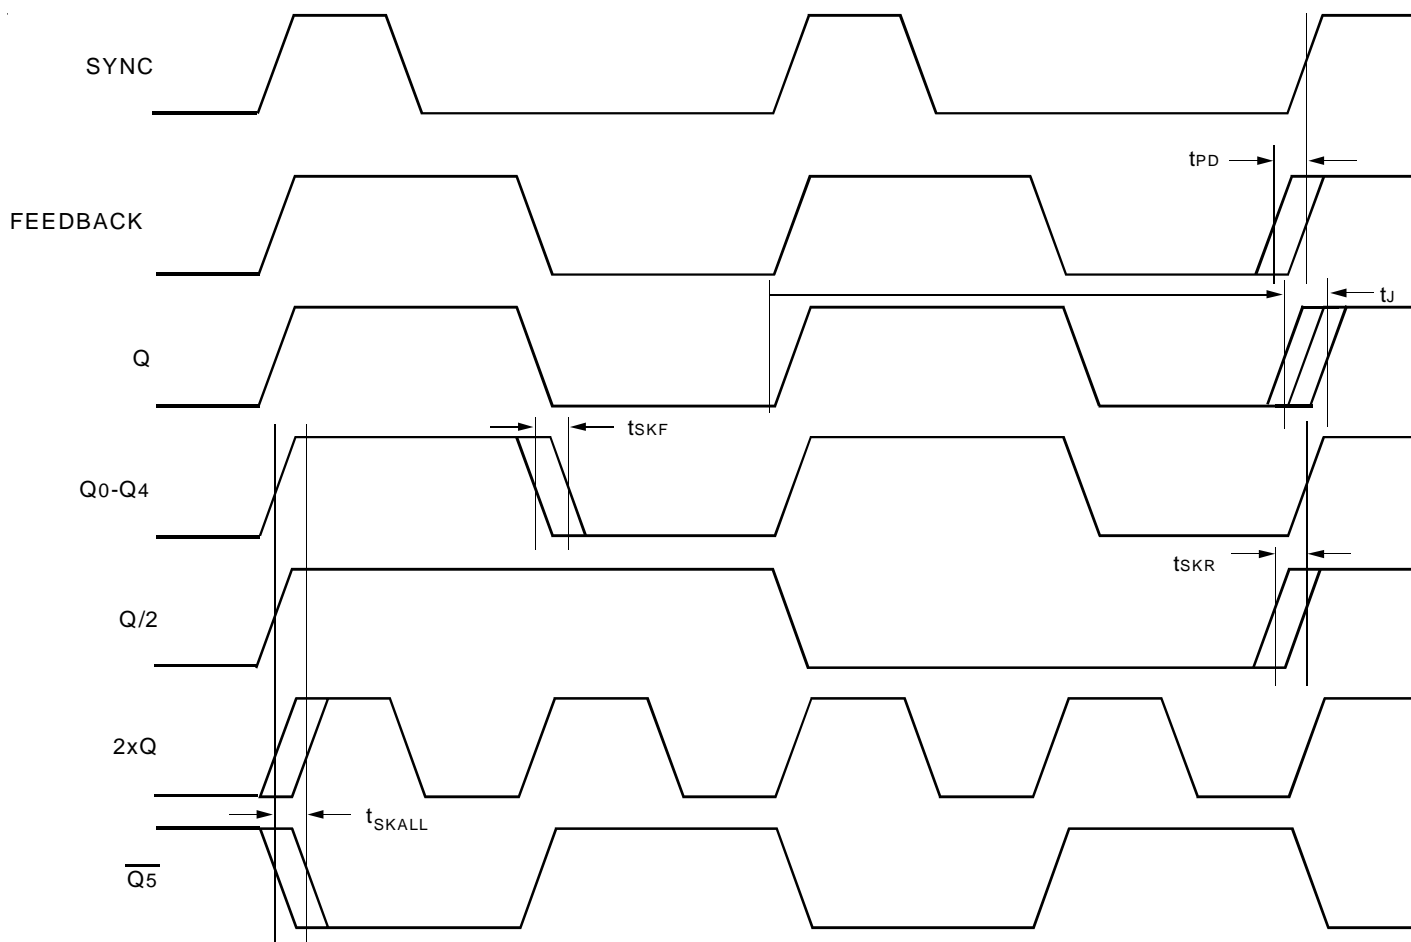 SYNC
tPD
FEEDBACK
tJ
Q
tSKF
Q0-Q4
tSKR
Q/2
2xQ
tSKALL
Q5